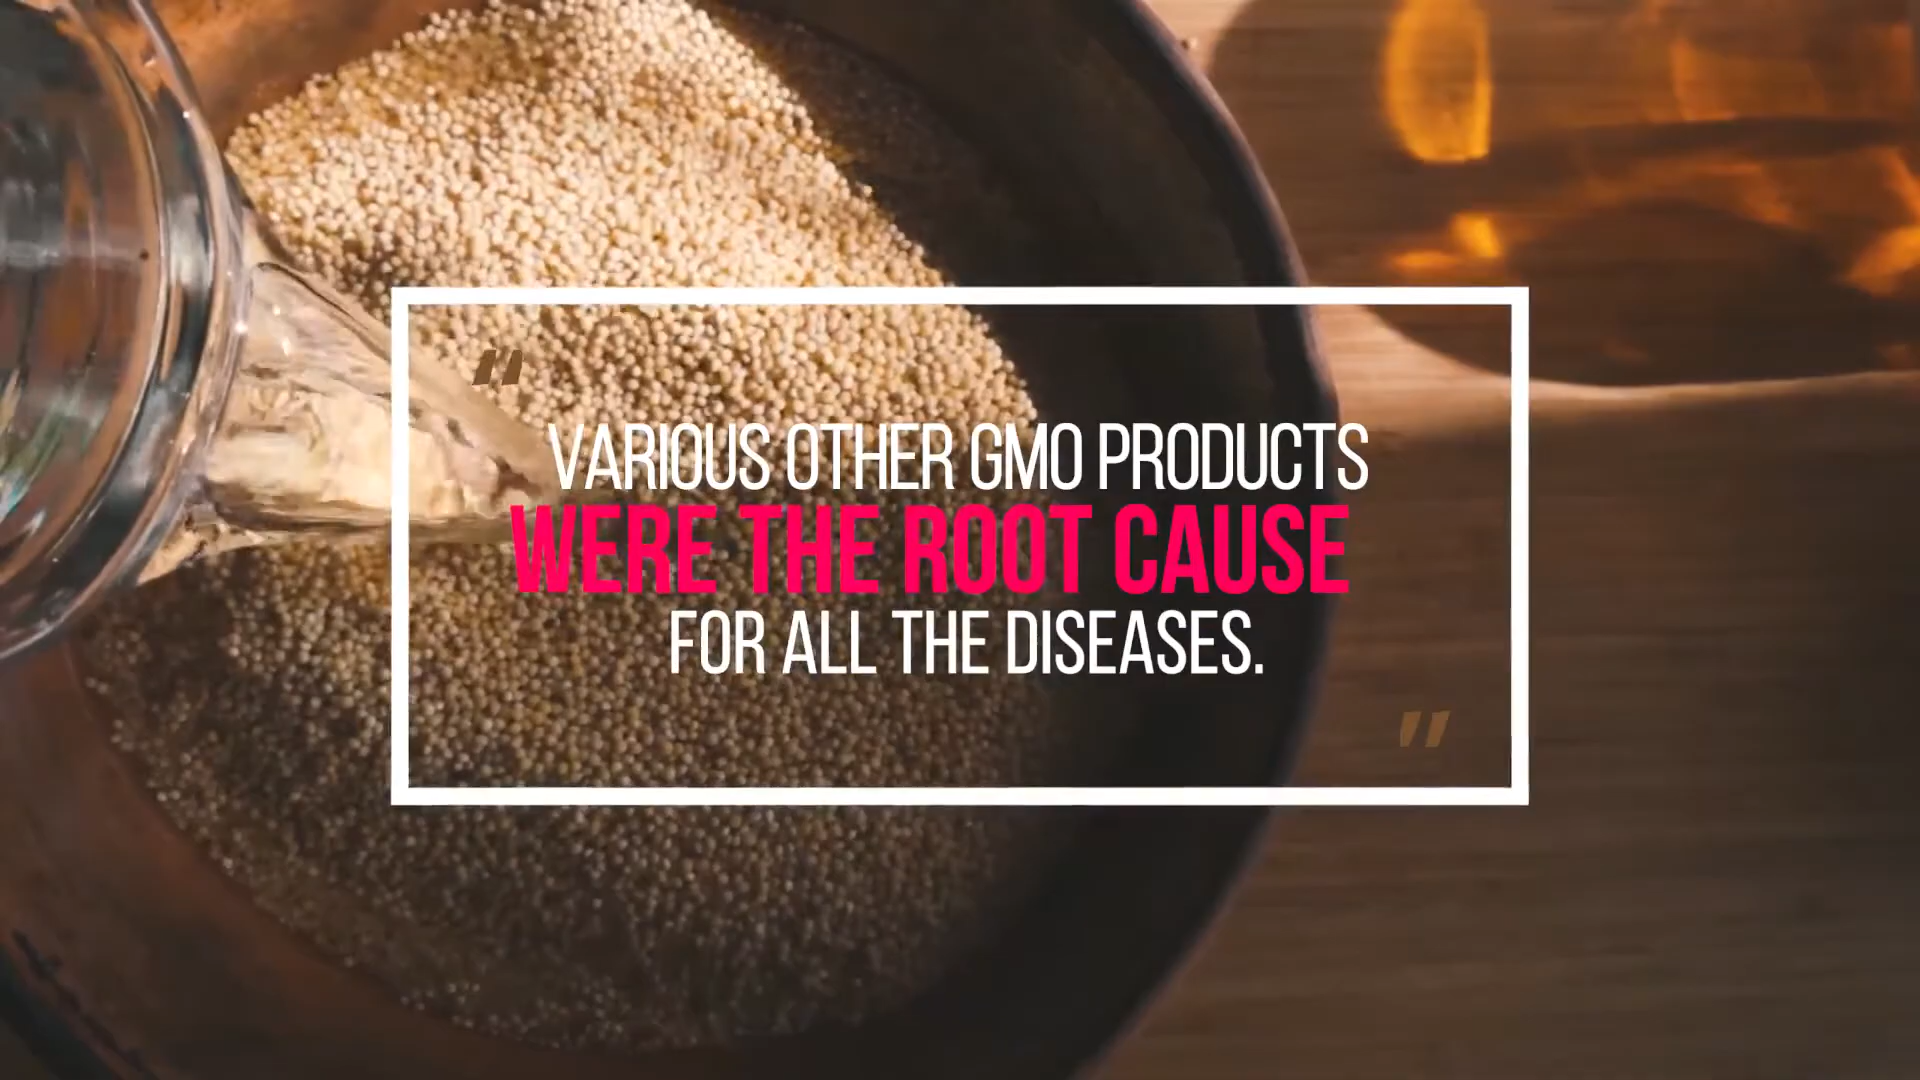 "
VARIOUS OTHER GMO PRODUCTS
WERE THE ROOT CAUSE
FOR ALL THE DISEASES.
"